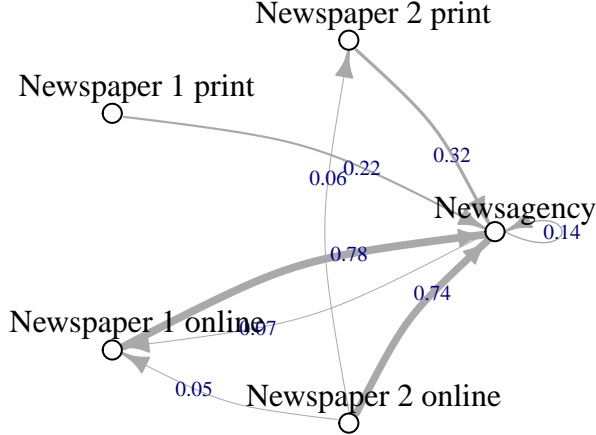 Newspaper 2 print
Newspaper 1 print
0.32
0.22
0.06
Newsagency
0.14
0.78
0.74
Newspaper 1 online
0.07
0.05
Newspaper 2 online